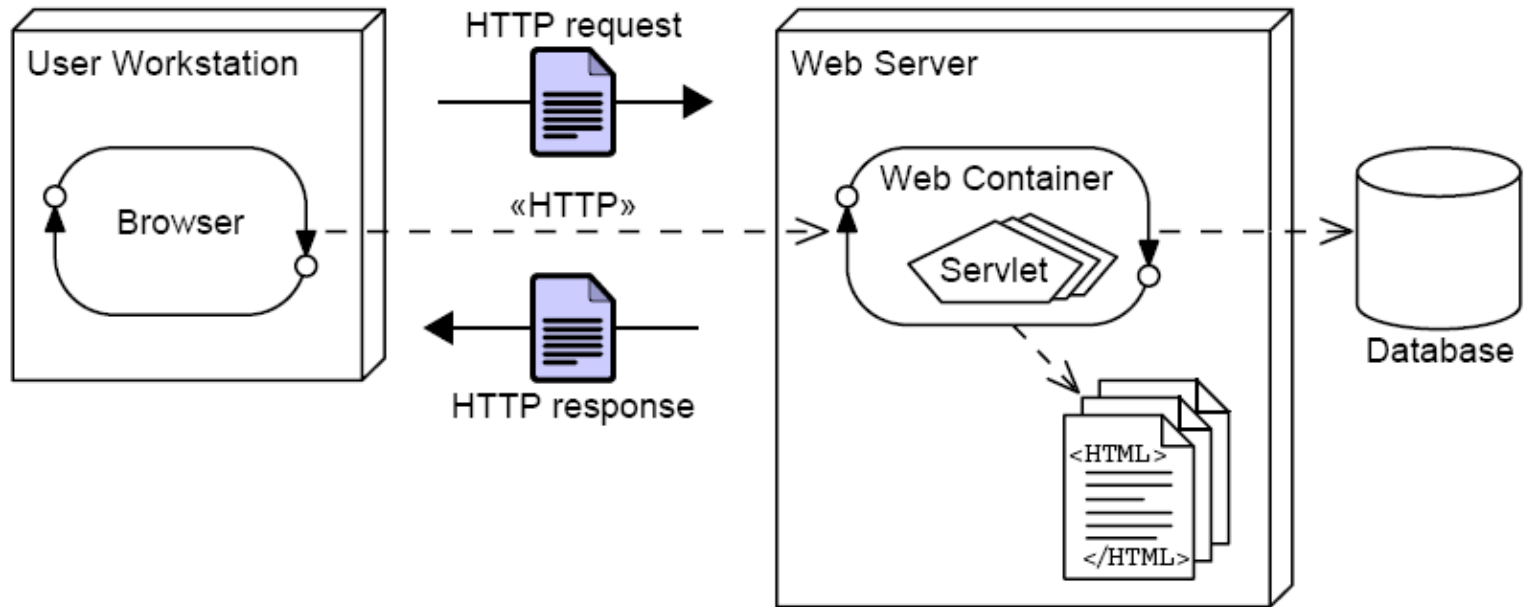 HTTP request
User Workstation
Web Server
Web Container
Browser
«HTTP»
Servlet
Database
HTTP response
<HTML>
</HTML>